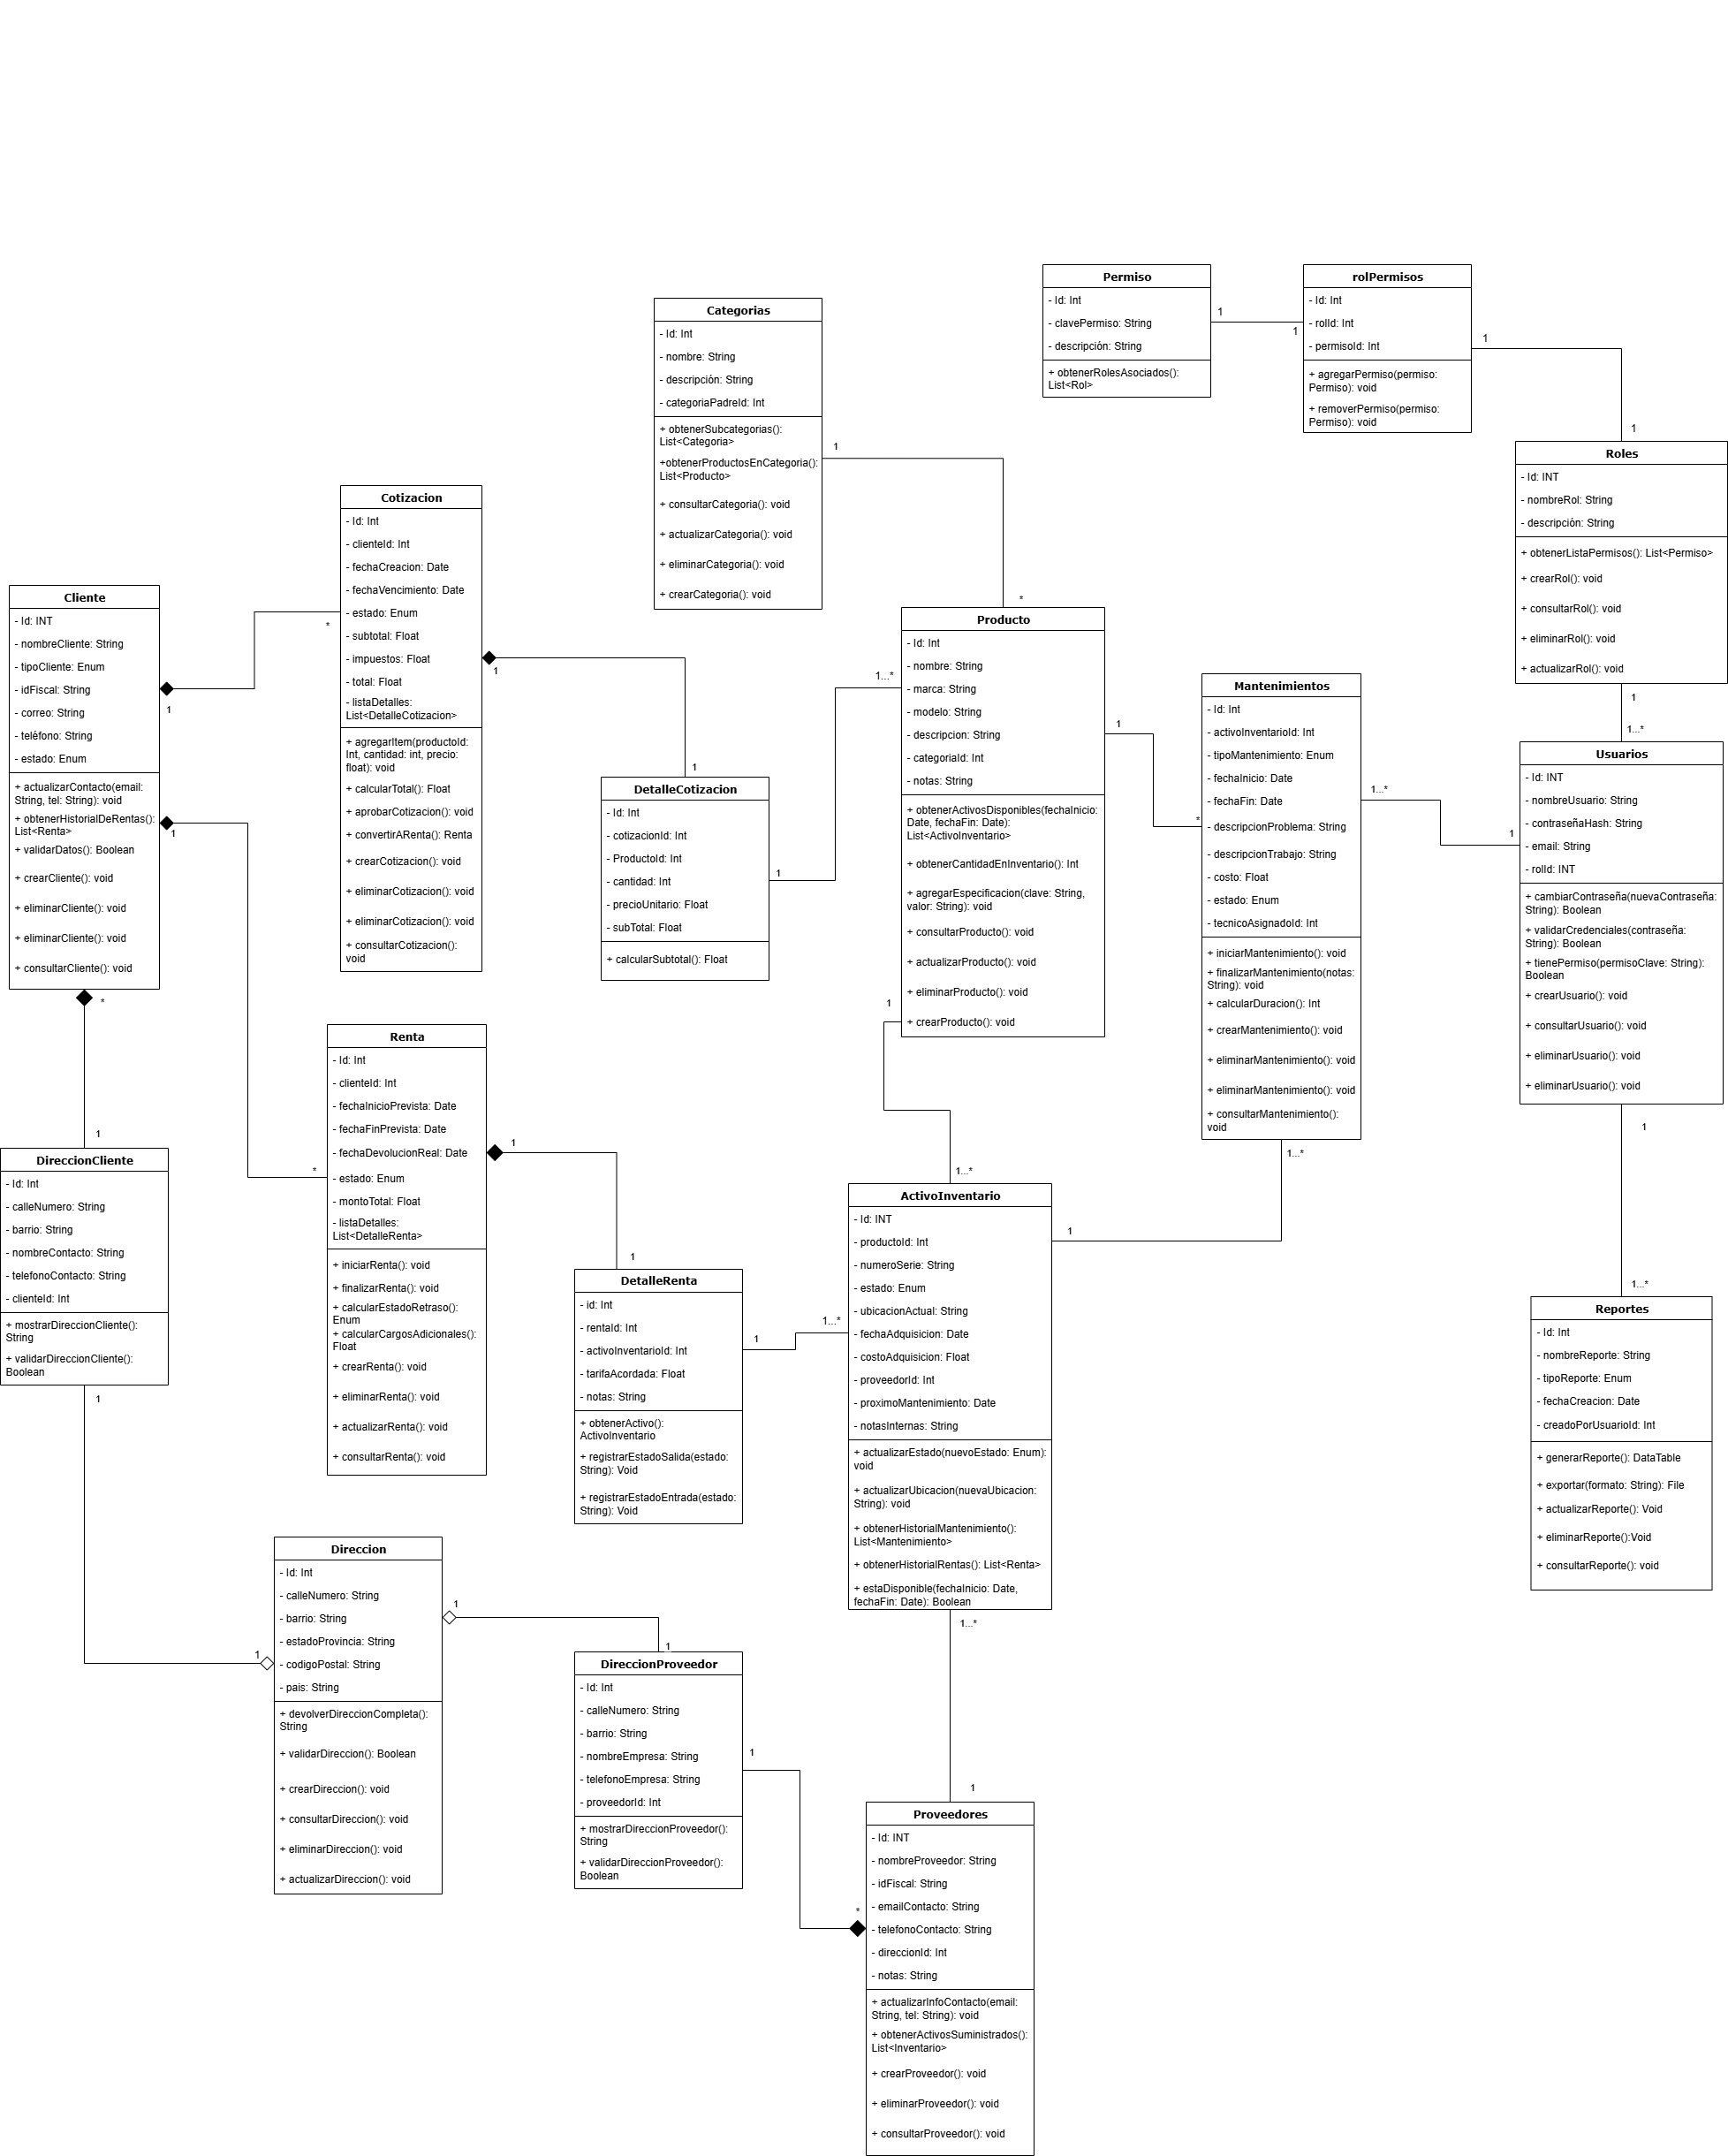 Permiso
- Id: Int
- clavePermiso: String
- descripción: String
+ obtenerRolesAsociados():
List<Rol>
1
1
rolPermisos
- Id: Int
- rolId: Int
- permisoId: Int
+ agregarPermiso(permiso:
Permiso): void
+ removerPermiso(permiso:
Permiso): void
1
1
Categorias
- Id: Int
- nombre: String
- descripción: String
- categoriaPadreId: Int
+ obtenerSubcategorias():
List<Categoria>
+obtenerProductosEnCategoria():
List<Producto>
+ consultarCategoria(): void
+ actualizarCategoria(): void
+ eliminarCategoria(): void
+ crearCategoria(): void
1
*
Roles
- Id: INT
- nombreRol: String
- descripción: String
+ obtenerListaPermisos(): List<Permiso>
+ crearRol(): void
+ consultarRol(): void
+ eliminarRol(): void
+ actualizarRol(): void
1
1...*
Cotizacion
- Id: Int
- clienteId: Int
- fechaCreacion: Date
- fechaVencimiento: Date
- estado: Enum
- subtotal: Float
- impuestos: Float
- total: Float
- listaDetalles:
List<DetalleCotizacion>
+ agregarItem(productoId:
Int, cantidad: int, precio:
float): void
+ calcularTotal(): Float
+ aprobarCotizacion(): void
+ convertirARenta(): Renta
+ crearCotizacion(): void
+ eliminarCotizacion(): void
+ eliminarCotizacion(): void
+ consultarCotizacion():
void
*
1
1
Cliente
- Id: INT
- nombreCliente: String
- tipoCliente: Enum
- idFiscal: String
- correo: String
- teléfono: String
- estado: Enum
+ actualizarContacto(email:
String, tel: String): void
+ obtenerHistorialDeRentas():
List<Renta>
+ validarDatos(): Boolean
+ crearCliente(): void
+ eliminarCliente(): void
+ eliminarCliente(): void
+ consultarCliente(): void
1
1
*
1
Producto
- Id: Int
- nombre: String
- marca: String
- modelo: String
- descripcion: String
- categoriaId: Int
- notas: String
+ obtenerActivosDisponibles(fechaInicio:
Date, fechaFin: Date):
List<ActivoInventario>
+ obtenerCantidadEnInventario(): Int
+ agregarEspecificacion(clave: String,
valor: String): void
+ consultarProducto(): void
+ actualizarProducto(): void
+ eliminarProducto(): void
+ crearProducto(): void
1...*
1
*
1
1...*
Mantenimientos
- Id: Int
- activoInventarioId: Int
- tipoMantenimiento: Enum
- fechaInicio: Date
- fechaFin: Date
- descripcionProblema: String
- descripcionTrabajo: String
- costo: Float
- estado: Enum
- tecnicoAsignadoId: Int
+ iniciarMantenimiento(): void
+ finalizarMantenimiento(notas:
String): void
+ calcularDuracion(): Int
+ crearMantenimiento(): void
+ eliminarMantenimiento(): void
+ eliminarMantenimiento(): void
+ consultarMantenimiento():
void
1...*
1
1...*
1
Usuarios
- Id: INT
- nombreUsuario: String
- contraseñaHash: String
- email: String
- rolId: INT
+ cambiarContraseña(nuevaContraseña:
String): Boolean
+ validarCredenciales(contraseña:
String): Boolean
+ tienePermiso(permisoClave: String):
Boolean
+ crearUsuario(): void
+ consultarUsuario(): void
+ eliminarUsuario(): void
+ eliminarUsuario(): void
1
1...*
DetalleCotizacion
- Id: Int
- cotizacionId: Int
- ProductoId: Int
- cantidad: Int
- precioUnitario: Float
- subTotal: Float
+ calcularSubtotal(): Float
1
Renta
- Id: Int
- clienteId: Int
- fechaInicioPrevista: Date
- fechaFinPrevista: Date
- fechaDevolucionReal: Date
- estado: Enum
- montoTotal: Float
- listaDetalles:
List<DetalleRenta>
+ iniciarRenta(): void
+ finalizarRenta(): void
+ calcularEstadoRetraso():
Enum
+ calcularCargosAdicionales():
Float
+ crearRenta(): void
+ eliminarRenta(): void
+ actualizarRenta(): void
+ consultarRenta(): void
*
1
1
DireccionCliente
- Id: Int
- calleNumero: String
- barrio: String
- nombreContacto: String
- telefonoContacto: String
- clienteId: Int
+ mostrarDireccionCliente():
String
+ validarDireccionCliente():
Boolean
1
1
ActivoInventario
- Id: INT
- productoId: Int
- numeroSerie: String
- estado: Enum
- ubicacionActual: String
- fechaAdquisicion: Date
- costoAdquisicion: Float
- proveedorId: Int
- proximoMantenimiento: Date
- notasInternas: String
+ actualizarEstado(nuevoEstado: Enum):
void
+ actualizarUbicacion(nuevaUbicacion:
String): void
+ obtenerHistorialMantenimiento():
List<Mantenimiento>
+ obtenerHistorialRentas(): List<Renta>
+ estaDisponible(fechaInicio: Date,
fechaFin: Date): Boolean
1...*
1
DetalleRenta
- id: Int
- rentaId: Int
- activoInventarioId: Int
- tarifaAcordada: Float
- notas: String
+ obtenerActivo():
ActivoInventario
+ registrarEstadoSalida(estado:
String): Void
+ registrarEstadoEntrada(estado:
String): Void
1
1...*
Reportes
- Id: Int
- nombreReporte: String
- tipoReporte: Enum
- fechaCreacion: Date
- creadoPorUsuarioId: Int
+ generarReporte(): DataTable
+ exportar(formato: String): File
+ actualizarReporte(): Void
+ eliminarReporte():Void
+ consultarReporte(): void
Direccion
- Id: Int
- calleNumero: String
- barrio: String
- estadoProvincia: String
- codigoPostal: String
- pais: String
+ devolverDireccionCompleta():
String
+ validarDireccion(): Boolean
+ crearDireccion(): void
+ consultarDireccion(): void
+ eliminarDireccion(): void
+ actualizarDireccion(): void
1
1
DireccionProveedor
- Id: Int
- calleNumero: String
- barrio: String
- nombreEmpresa: String
- telefonoEmpresa: String
- proveedorId: Int
+ mostrarDireccionProveedor():
String
+ validarDireccionProveedor():
Boolean
1
*
Proveedores
- Id: INT
- nombreProveedor: String
- idFiscal: String
- emailContacto: String
- telefonoContacto: String
- direccionId: Int
- notas: String
+ actualizarInfoContacto(email:
String, tel: String): void
+ obtenerActivosSuministrados():
List<Inventario>
+ crearProveedor(): void
+ eliminarProveedor(): void
+ consultarProveedor(): void